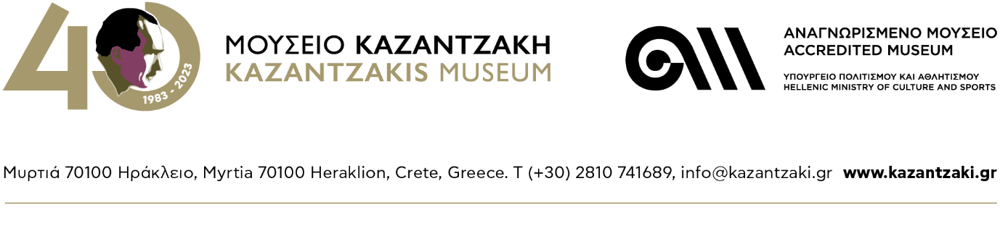 40
1983 - 2023
ΜΟΥΣΕΙΟ ΚΑΖΑΝΤΖΑΚΗ
KAZANTZAKIS MUSEUM
ΑΝΑΓΝΩΡΙΣΜΕΝΟ ΜΟΥΣΕΙΟ
ACCREDITED MUSEUM
ΥΠΟΥΡΓΕΙΟ ΠΟΛΙΤΙΣΜΟΥ ΚΑΙ ΑΘΛΗΤΙΣΜΟΥ
HELLENIC MINISTRY OF CULTURE AND SPORTS
Μυρτιά 70100 Ηράκλειο, Myrtia 70100 Heraklion, Crete, Greece. T (+30) 2810 741689, info@kazantzaki.gr www.kazantzaki.gr